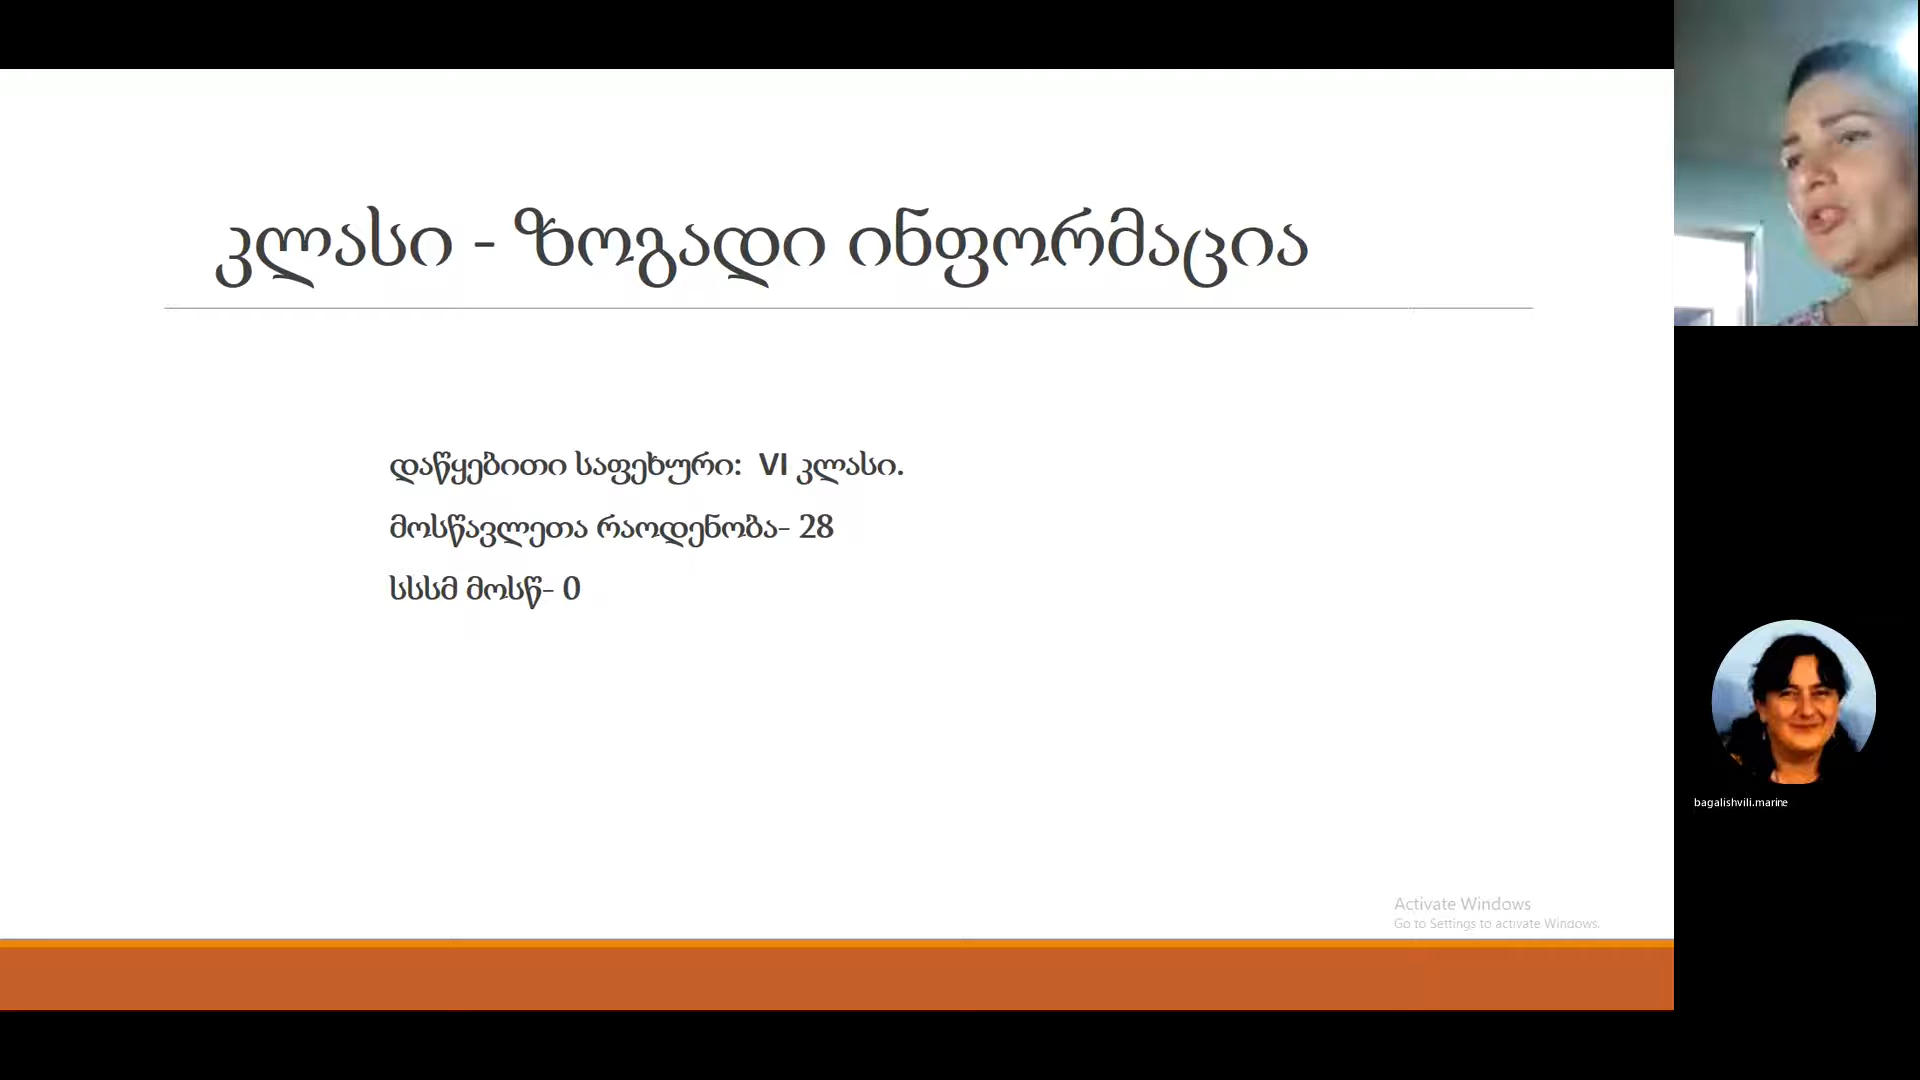 კლასი - ზოგადი ინფორმაცია
დაწყებითი საფეხური: VI კლასი.
მოსწავლეთა რაოდენობა- 28
სსსმ მოსწ- 0
bagalishvili.marine
Activate Windows
Go to Settings to activate Windows.